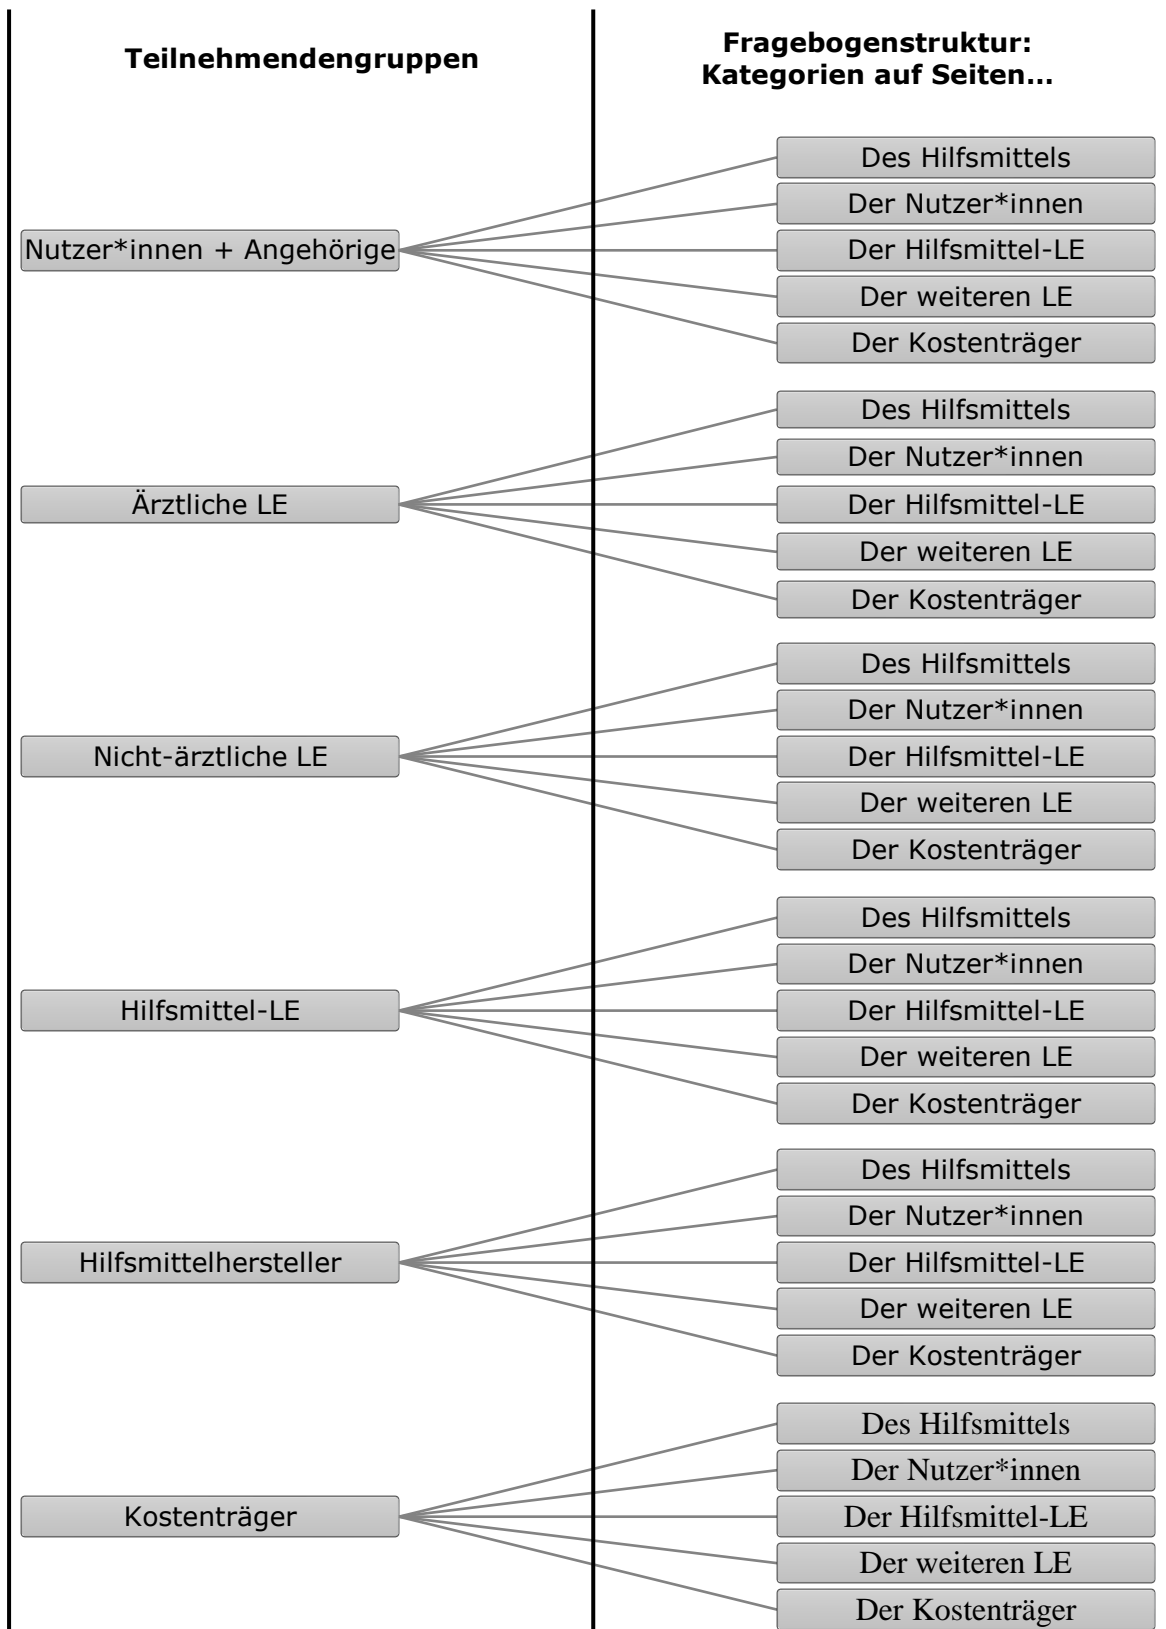 Teilnehmendengruppen
Fragebogenstruktur:
Kategorien auf Seiten...
Nutzer*innen + Angehörige
Des Hilfsmittels
Der Nutzer*innen
Der Hilfsmittel-LE
Der weiteren LE
Der Kostenträger
Ärztliche LE
Des Hilfsmittels
Der Nutzer*innen
Der Hilfsmittel-LE
Der weiteren LE
Der Kostenträger
Nicht-ärztliche LE
Des Hilfsmittels
Der Nutzer*innen
Der Hilfsmittel-LE
Der weiteren LE
Der Kostenträger
Hilfsmittel-LE
Des Hilfsmittels
Der Nutzer*innen
Der Hilfsmittel-LE
Der weiteren LE
Der Kostenträger
Hilfsmittelhersteller
Des Hilfsmittels
Der Nutzer*innen
Der Hilfsmittel-LE
Der weiteren LE
Der Kostenträger
Kostenträger
Des Hilfsmittels
Der Nutzer*innen
Der Hilfsmittel-LE
Der weiteren LE
Der Kostenträger